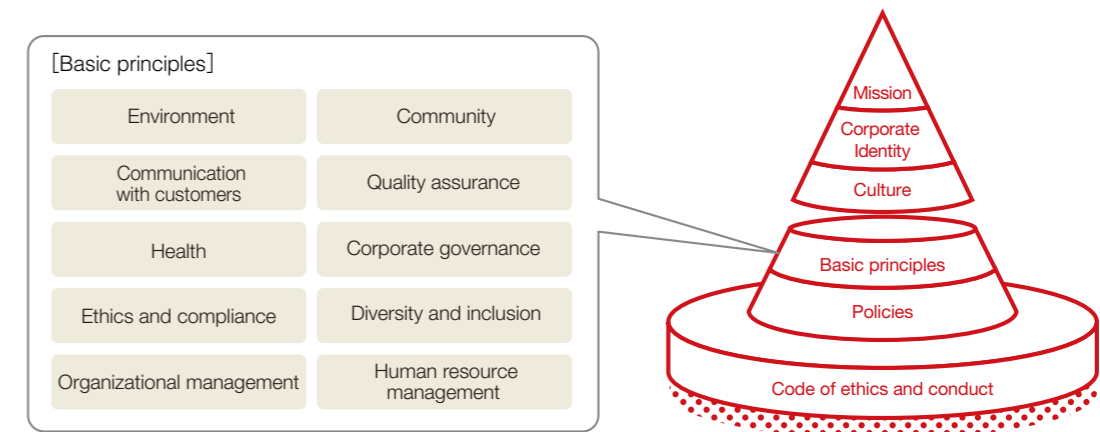 [Basic principles]
Environment
Community
Communication
with customers
Quality assurance
Health
Corporate governance
Ethics and compliance
Diversity and inclusion
Organizational management
Human resource
management
Mission
Corporate
Identity
Culture
Basic principles
Policies
Code of ethics and conduct